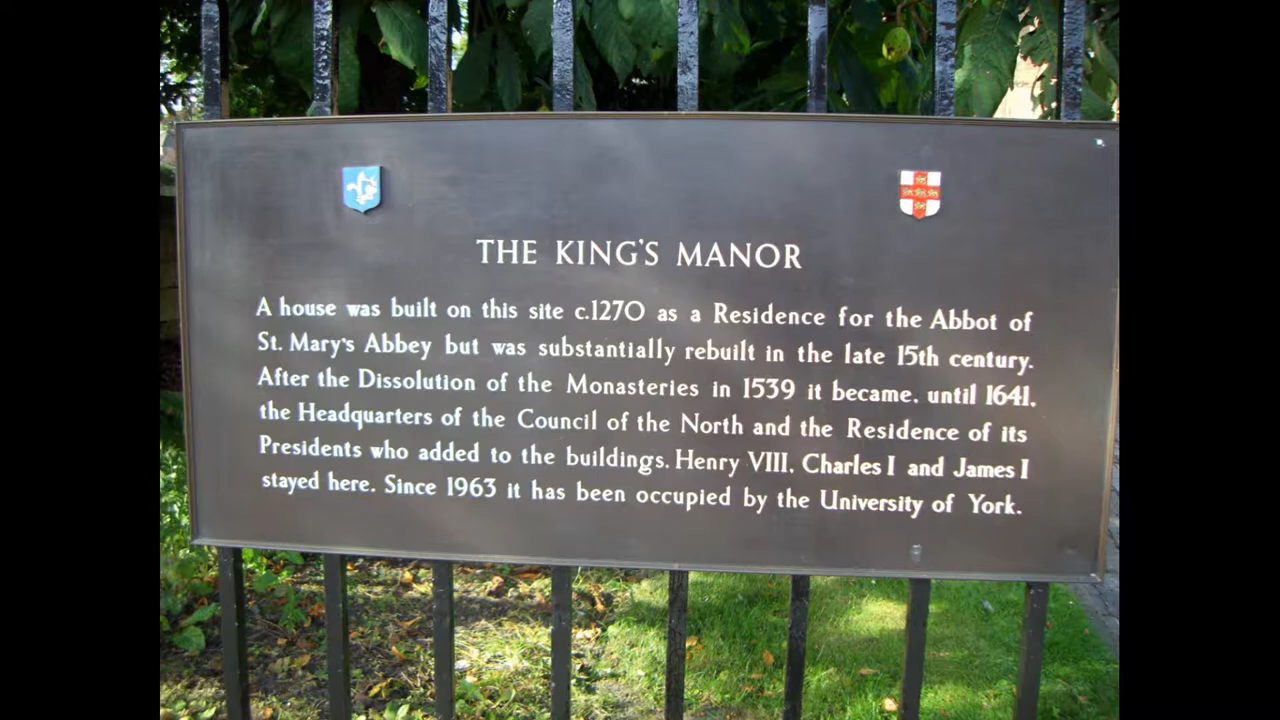 THE KING'S MANOR
A house was built on this site c.1270 as a Residence for the Abbot of
St. Mary's Abbey but was substantially rebuilt in the late 15th century.
After the Dissolution of the Monasteries in 1539 it became, until 1641,
the Headquarters of the Council of the North and the Residence of its
Presidents who added to the buildings. Henry VIII, Charles I and James I
stayed here. Since 1963 it has been occupied by the University of York.